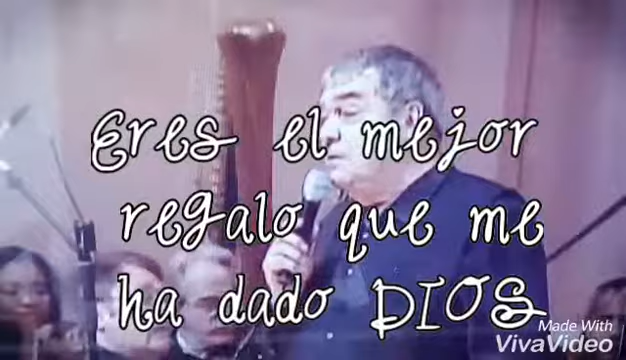 Eres el mejor
regalo que me
ha dado DIOS
Made With
VivaVideo